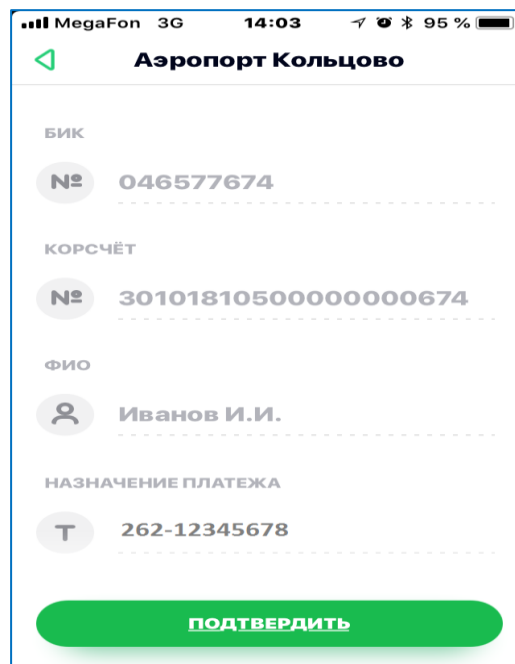 MegaFon 3G 14:03 95 %
Аэропорт Кольцово
БИК
№ 046577674
КОРСЧЁТ
№ 30101810500000000674
ФИО
Иванов И.И.
НАЗНАЧЕНИЕ ПЛАТЕЖА
Т 262-12345678
ПОДТВЕРДИТЬ